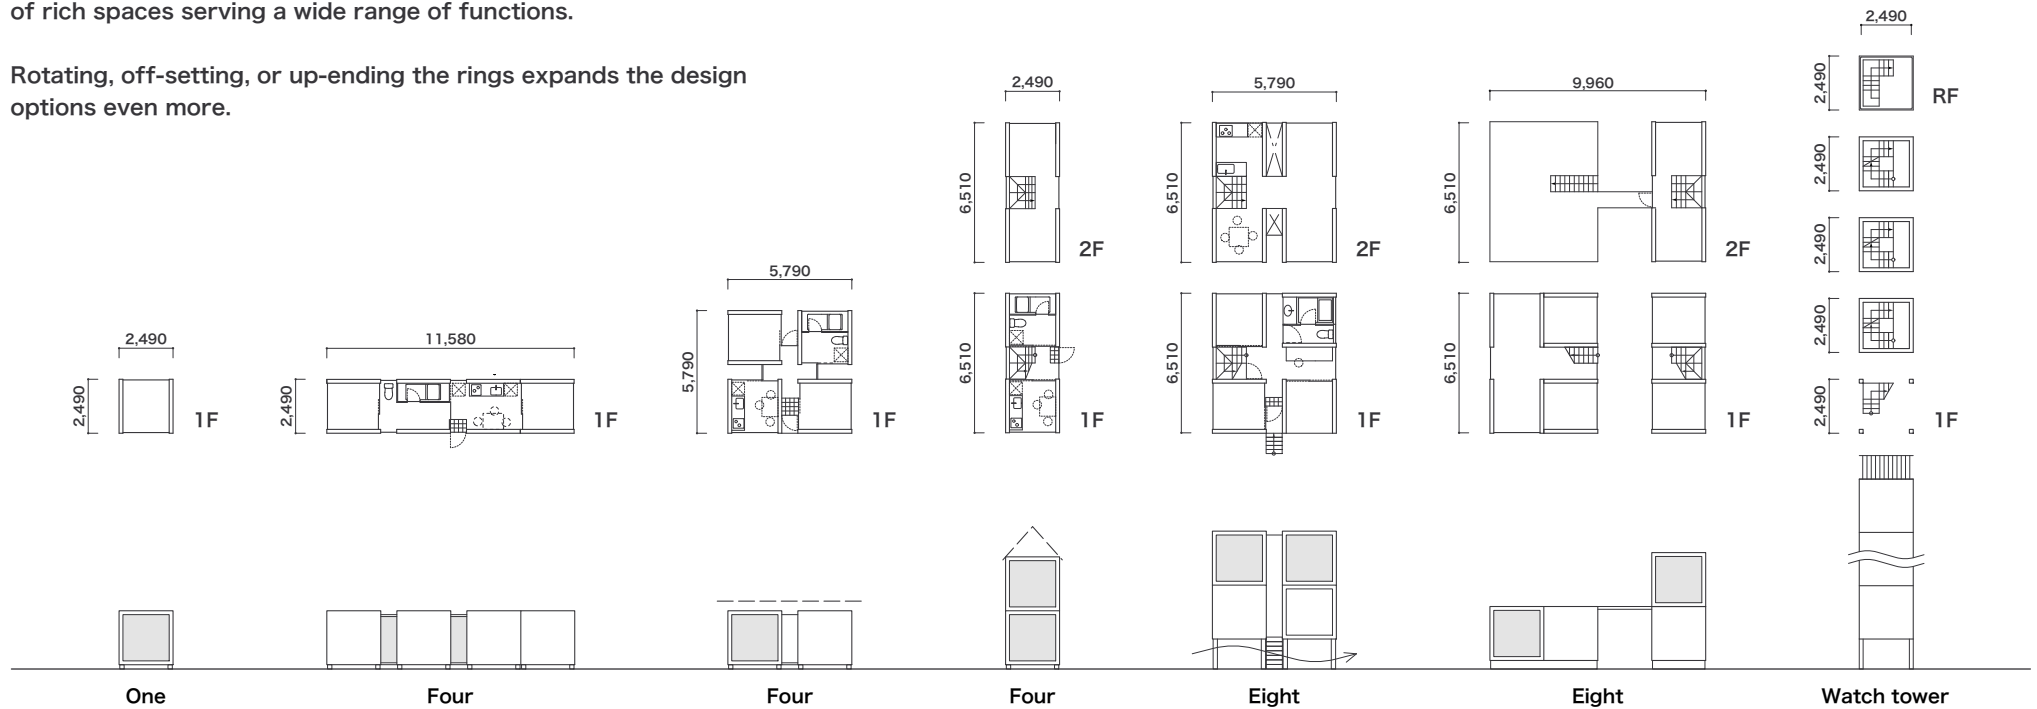 of rich spaces serving a wide range of functions.
Rotating, off-setting, or up-ending the rings expands the design
options even more.
2,490
2,490
1F
One
11,580
2,490
1F
Four
5,790
5,790
1F
Four
2,490
6,510
2F
6,510
1F
Four
5,790
6,510
2F
6,510
1F
Eight
9,960
6,510
2F
6,510
1F
Eight
2,490
2,490
RF
2,490
2,490
2,490
2,490
1F
Watch tower